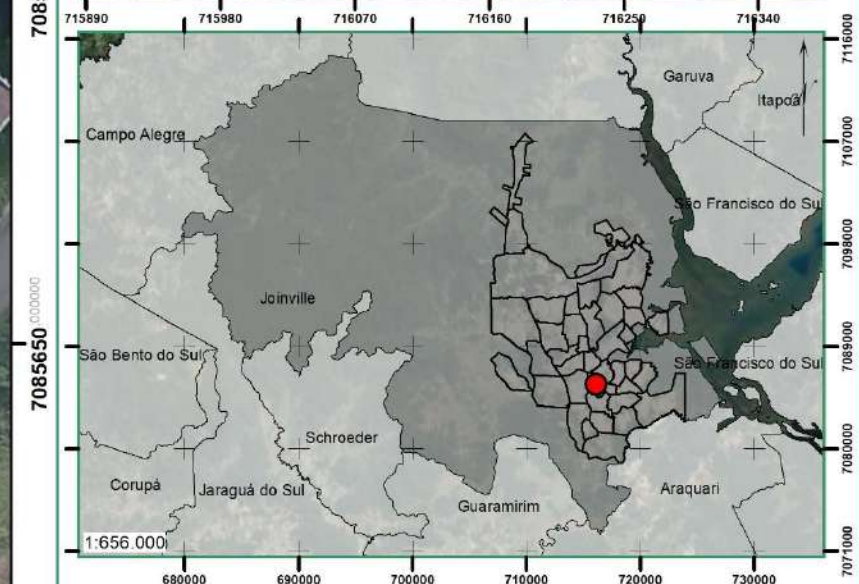 715890 715980 716070 716160 716250 716340
7116000
Garuva
Itapoá
Campo Alegre
7107000
São Francisco do Su
7098000
Joinville
7085650
7089000
São Bento do Sul
São Francisco do Sul
Schroeder
7080000
Corupá
Jaraguá do Sul
Guaramirim
Araquari
1:656.000
7071000
680000 690000 700000 710000 720000 730000